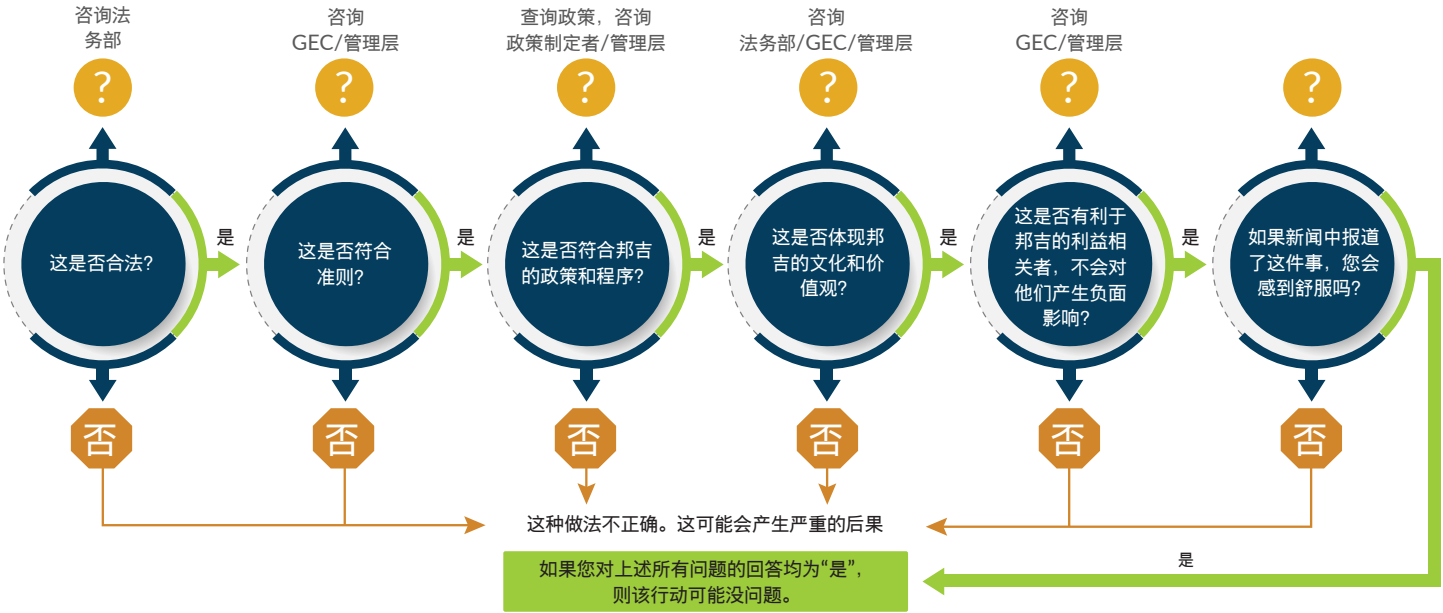 咨询法
务部
咨询
GEC/管理层
查询政策，咨询
政策制定者/管理层
咨询
法务部/GEC/管理层
咨询
GEC/管理层
?
?
?
?
?
?
这是否合法？
是
这是否符合
准则？
是
这是否符合邦吉
的政策和程序？
是
这是否体现邦
吉的文化和价
值观？
是
这是否有利于
邦吉的利益相
关者，不会对
他们产生负面
影响？
是
如果新闻中报道
了这件事，您会
感到舒服吗？
否
否
否
否
否
否
这种做法不正确。这可能会产生严重的后果
是
如果您对上述所有问题的回答均为“是”，
则该行动可能没问题。